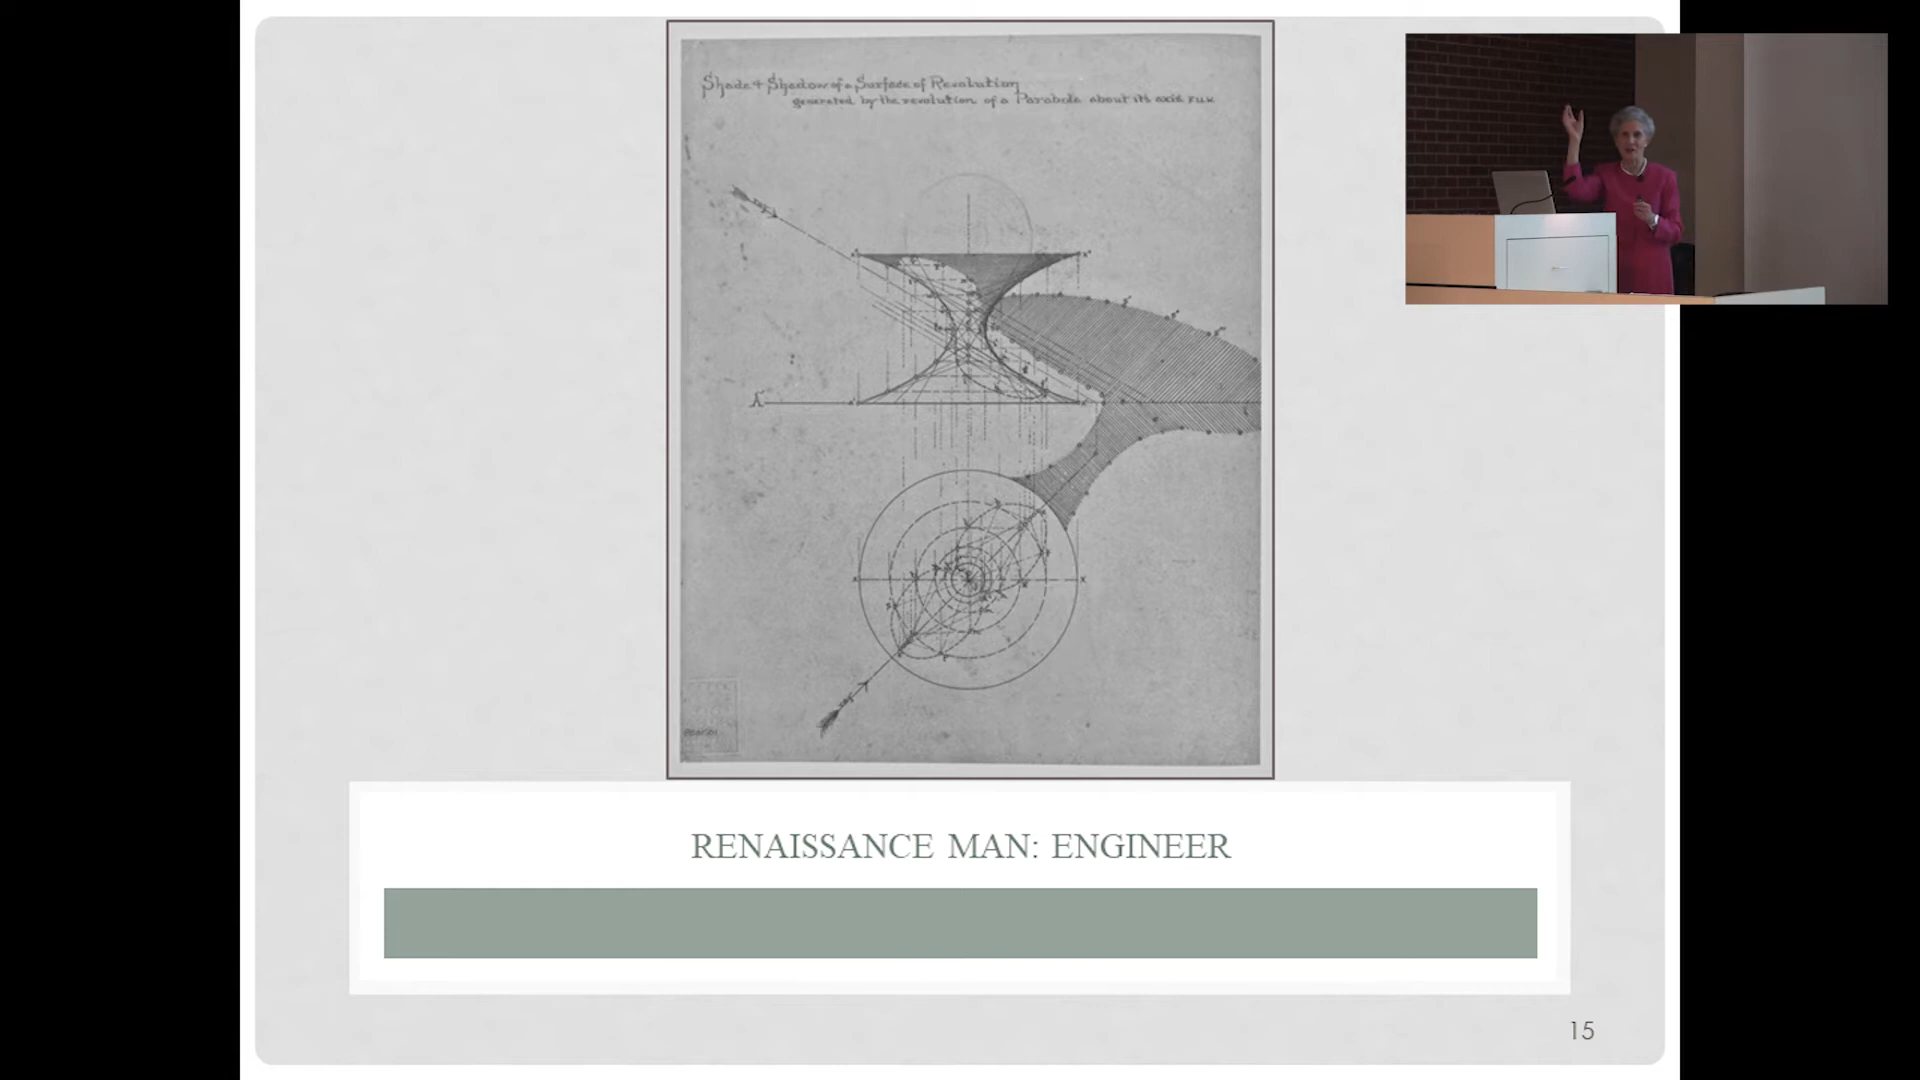 Shade & Shadow of a Surface of Revolution
generated by the revolution of a Parabola about its axis
RENAISSANCE MAN: ENGINEER
15